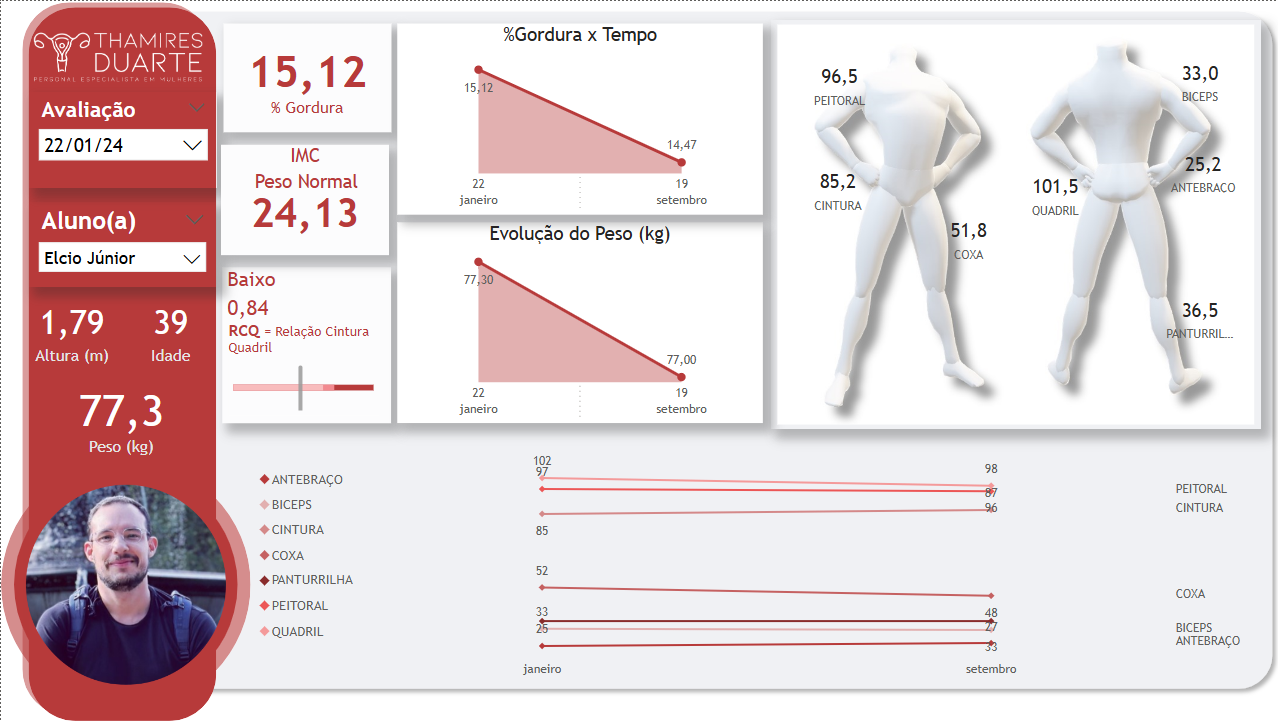 THAMIRES
DUARTE
PERSONAL ESPECIALISTA EM MULHERES
Avaliação
22/01/24
Aluno(a)
Elcio Júnior
1,79
Altura (m)
39
Idade
77,3
Peso (kg)
15,12
% Gordura
IMC
Peso Normal
24,13
Baixo
0,84
RCQ = Relação Cintura
Quadril
%Gordura x Tempo
15,12
14,47
22
janeiro
19
setembro
Evolução do Peso (kg)
77,30
77,00
22
janeiro
19
setembro
96,5
PEITORAL
85,2
CINTURA
51,8
COXA
33,0
BICEPS
25,2
ANTEBRACO
101,5
QUADRIL
36,5
PANTURRIL...
ANTEBRAÇO
BICEPS
CINTURA
COXA
PANTURRILHA
PEITORAL
QUADRIL
102
97
85
52
33
25
98
87
96
48
27
33
janeiro
setembro
PEITORAL
CINTURA
COXA
BICEPS
ANTEBRAÇO